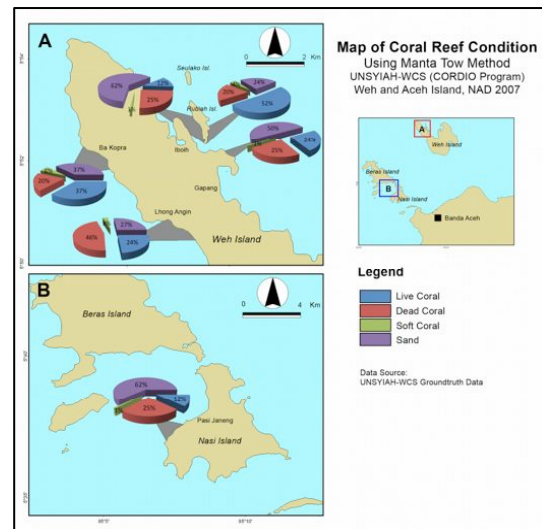 A
Seulako Isl.
Rubiah Isl.
Iboih
Ba Kopra
Gapang
Lhong Angin
Weh Island
0 2 Km
62%
12%
25%
24%
20%
52%
50%
24%
25%
37%
20%
37%
27%
24%
46%
B
0 4 Km
Beras Island
62%
12%
25%
Pasi Janeng
Nasi Island
Map of Coral Reef Condition
Using Manta Tow Method
UNSYIAH-WCS (CORDIO Program)
Weh and Aceh Island, NAD 2007
A
Weh Island
Beras Island
B
Nasi Island
Banda Aceh
Legend
Live Coral
Dead Coral
Soft Coral
Sand
Data Source:
UNSYIAH-WCS Groundtruth Data